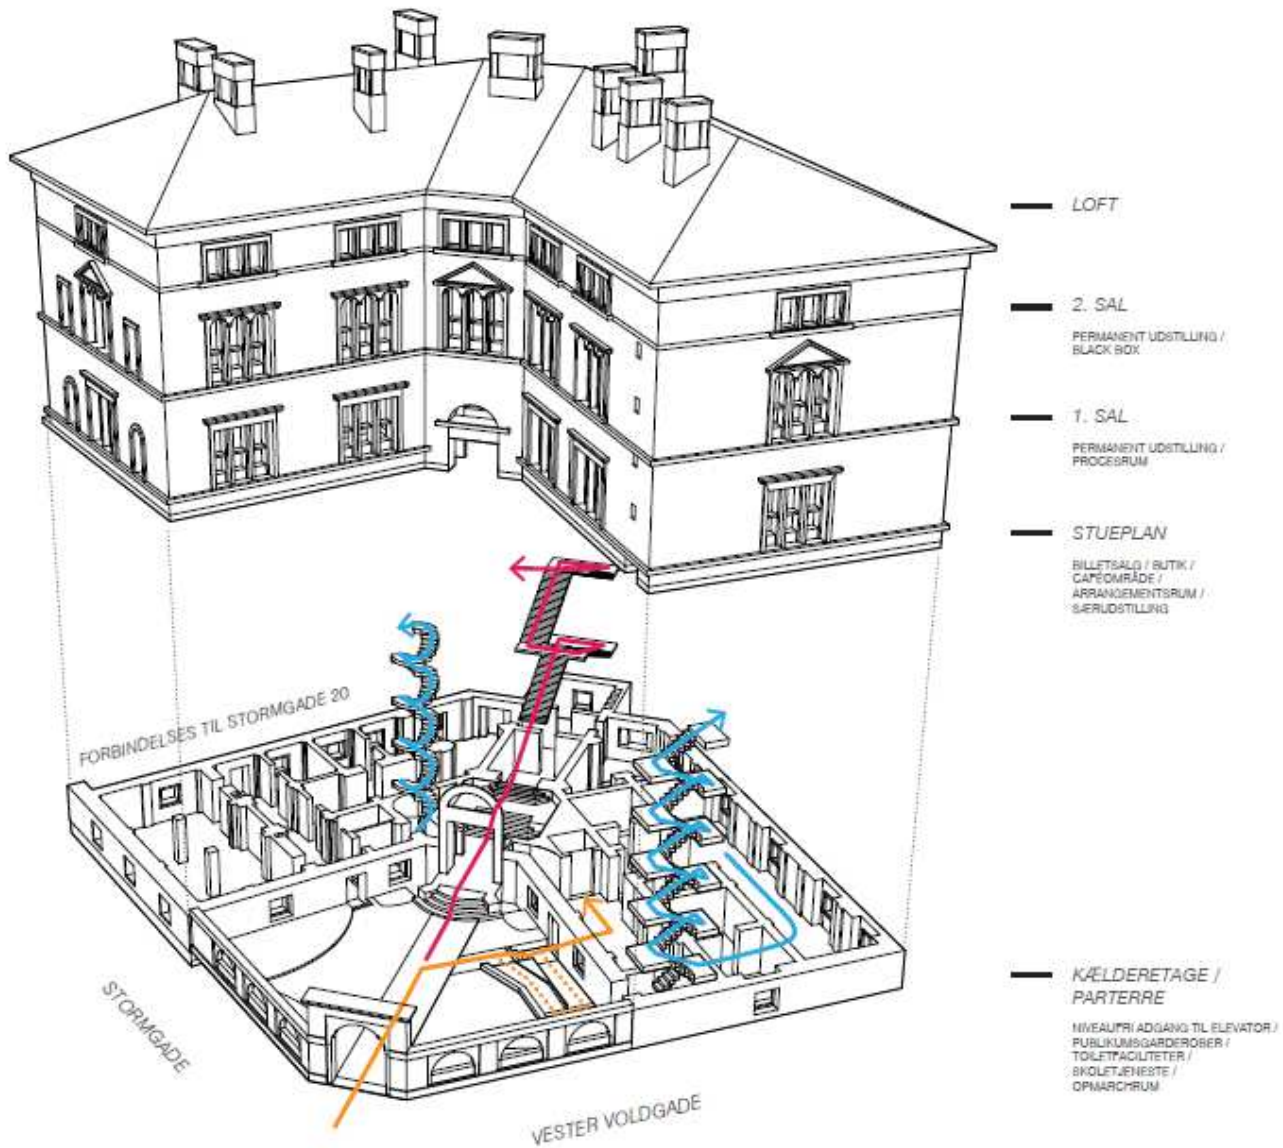 LOFT
2. SAL
PERMANENT UDSTILLING /
BLACK BOX
1. SAL
PERMANENT UDSTILLING /
PROCESRUM
STUEPLAN
BILLETSALG / BUTIK /
CAFEOMRÅDE /
ARRANGEMENTSRUM /
SÆRUDSTILLING
FORBINDELSES TIL STORMGADE 20
STORMGADE
VESTER VOLDGADE
KÆLDERETAGE /
PARTERRE
NIVEAUFRI ADGANG TIL ELEVATOR /
PUBLIKUMSGARDEROBER /
TOILETFACILITETER /
SKOLETJENESTE /
OPMARCHRUM